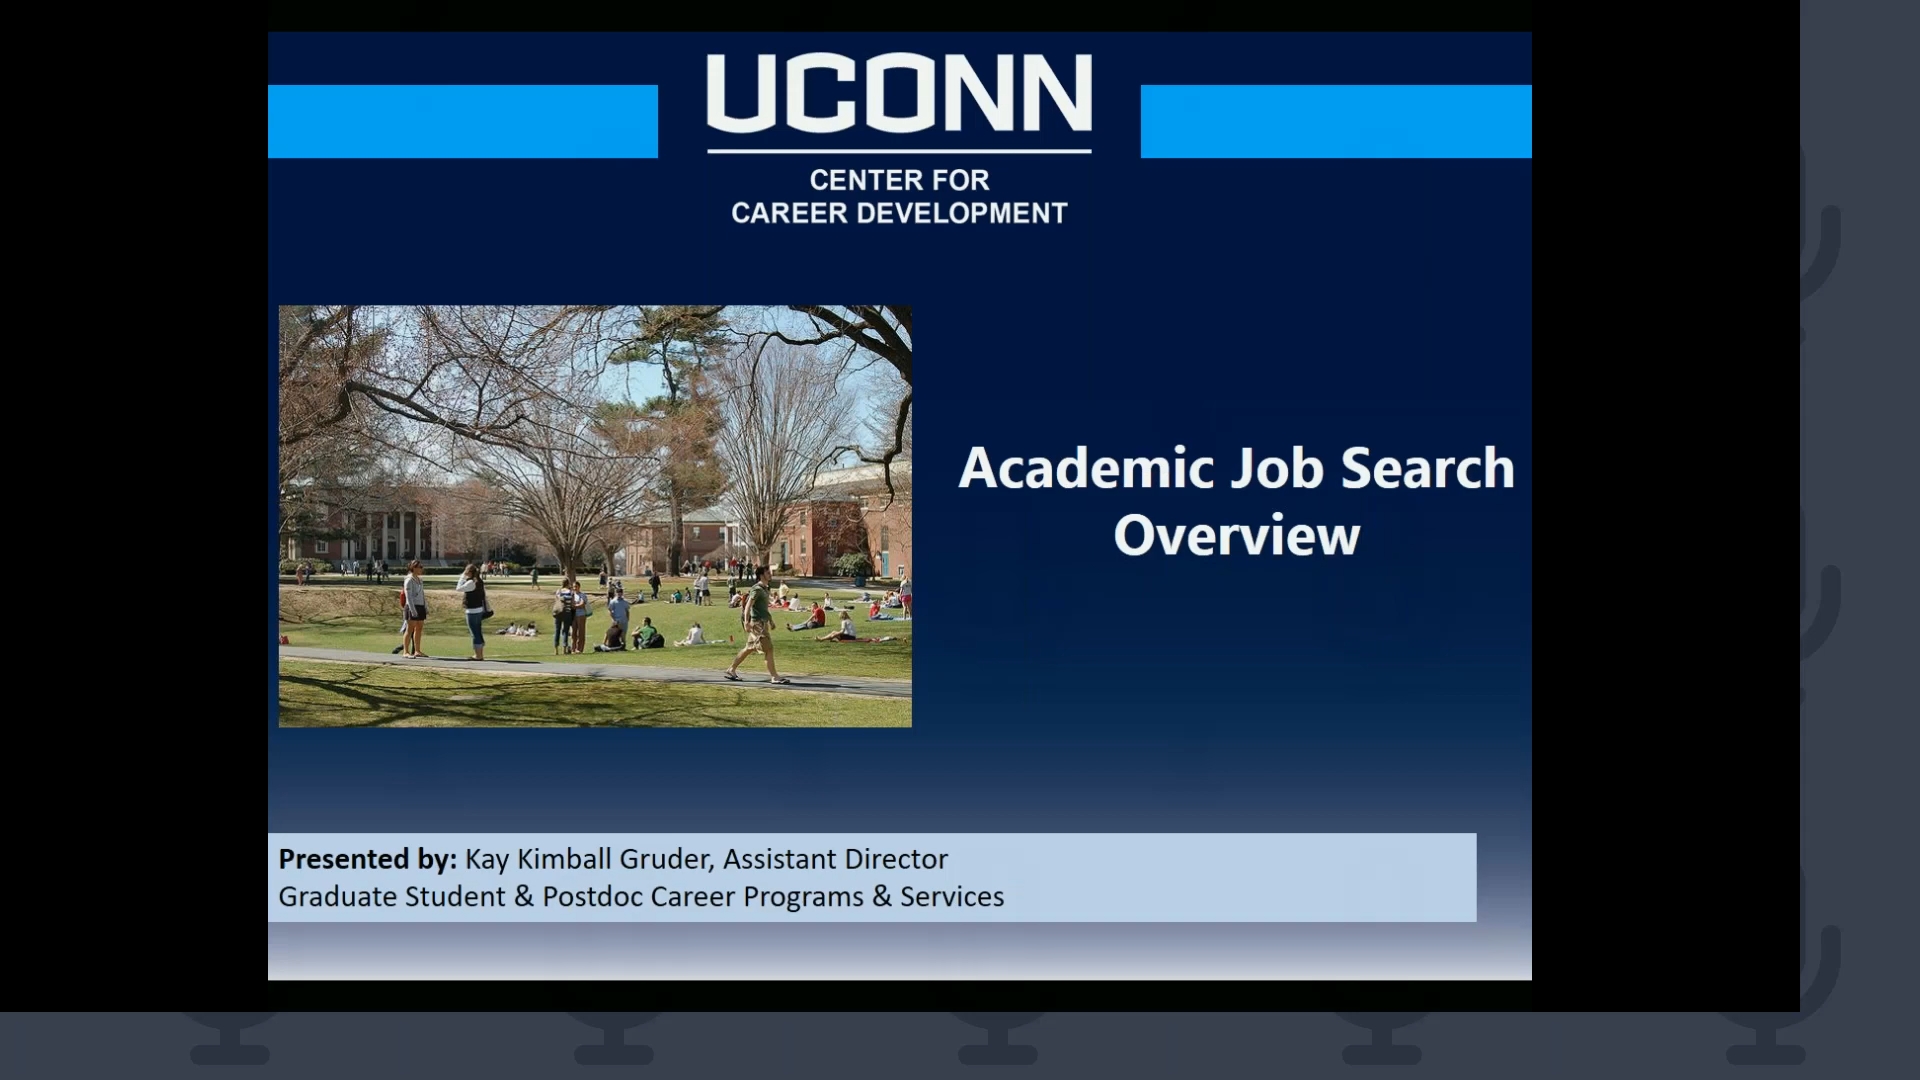 UCONN
CENTER FOR
CAREER DEVELOPMENT
Academic Job Search
Overview
Presented by: Kay Kimball Gruder, Assistant Director
Graduate Student & Postdoc Career Programs & Services